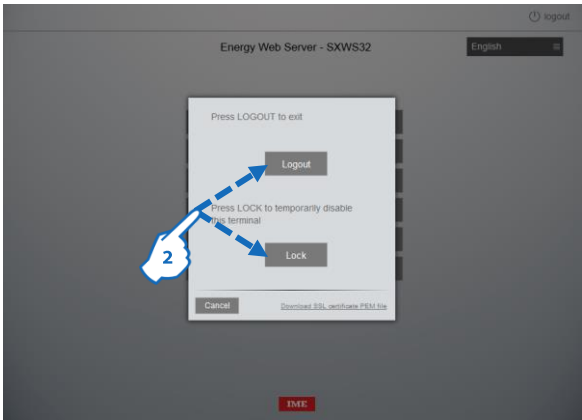 logout
Energy Web Server - SXWS32
English
Press LOGOUT to exit
Logout
Press LOCK to temporarily disable
this terminal
2
Lock
Cancel
Download SSL certificate PEM file
IME